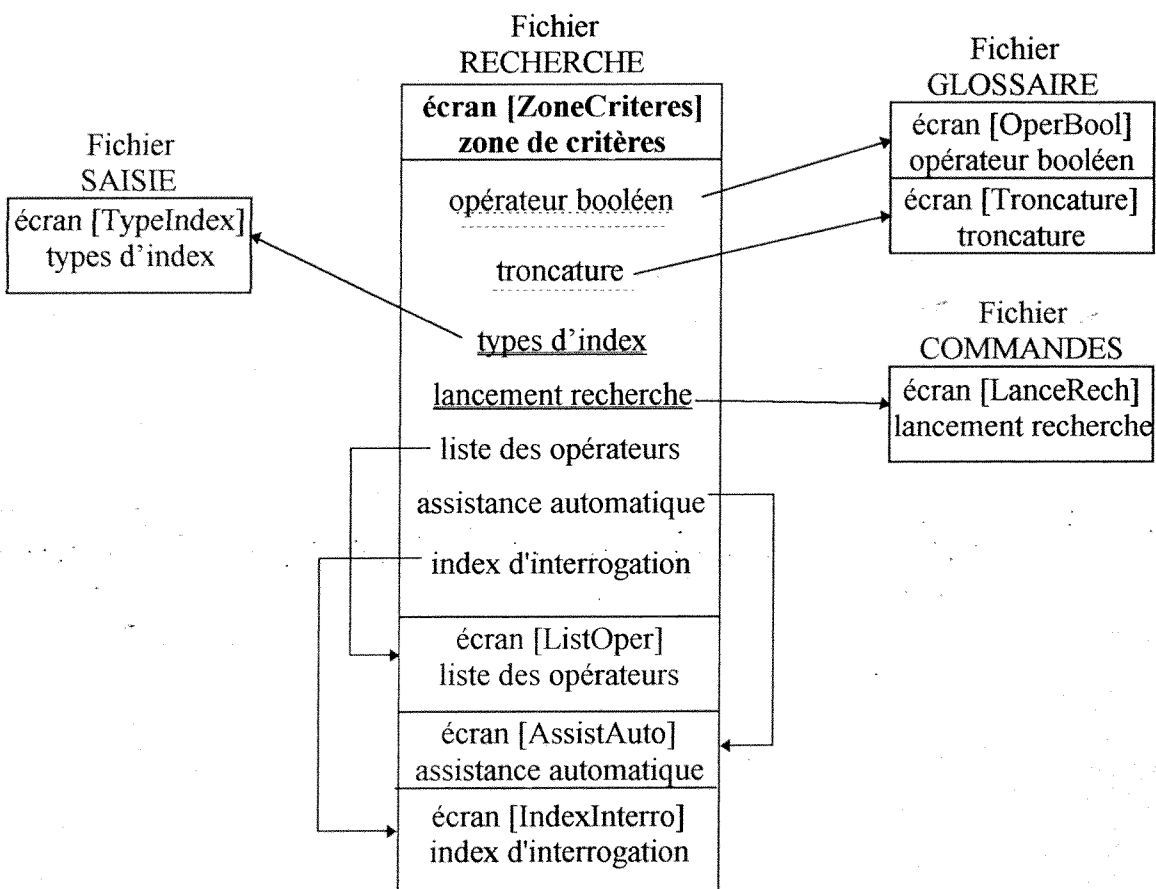 Fichier
RECHERCHE
écran [ZoneCriteres]
zone de critères
opérateur booléen
troncature
types d'index
lancement recherche
liste des opérateurs
assistance automatique
index d'interrogation
écran [ListOper]
liste des opérateurs
écran [AssistAuto]
assistance automatique
écran [IndexInterro]
index d'interrogation
Fichier
SAISIE
écran [TypeIndex]
types d'index
Fichier
GLOSSAIRE
écran [OperBool]
opérateur booléen
écran [Troncature]
troncature
Fichier
COMMANDES
écran [LanceRech]
lancement recherche